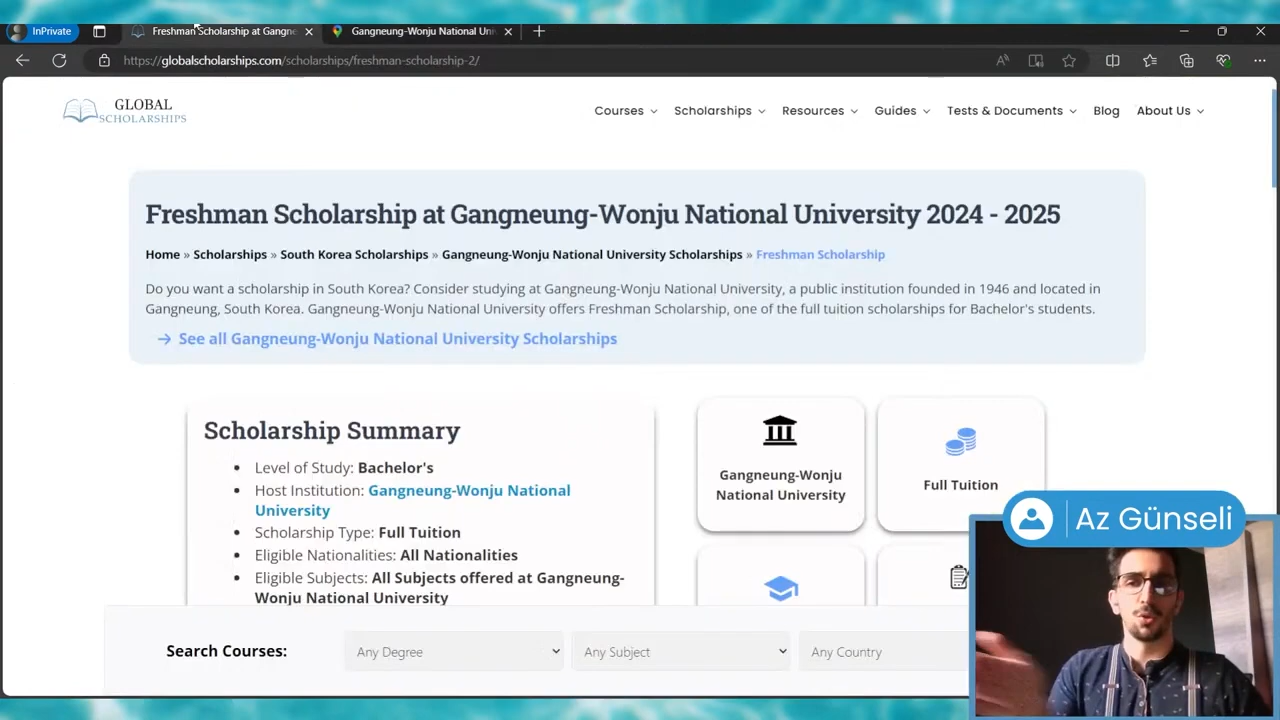 InPrivate
Freshman Scholarship at Gangne
Gangneung-Wonju National Uni
https://globalscholarships.com/scholarships/freshman-scholarship-2/
GLOBAL
SCHOLARSHIPS
Courses
Scholarships
Resources
Guides
Tests & Documents
Blog
About Us
Freshman Scholarship at Gangneung-Wonju National University 2024 - 2025
Home » Scholarships » South Korea Scholarships » Gangneung-Wonju National University Scholarships » Freshman Scholarship
Do you want a scholarship in South Korea? Consider studying at Gangneung-Wonju National University, a public institution founded in 1946 and located in
Gangneung, South Korea. Gangneung-Wonju National University offers Freshman Scholarship, one of the full tuition scholarships for Bachelor's students.
→ See all Gangneung-Wonju National University Scholarships
Scholarship Summary
• Level of Study: Bachelor's
• Host Institution: Gangneung-Wonju National
University
• Scholarship Type: Full Tuition
• Eligible Nationalities: All Nationalities
• Eligible Subjects: All Subjects offered at Gangneung-
Wonju National University
Gangneung-Wonju
National University
Full Tuition
Az Günseli
Search Courses:
Any Degree
Any Subject
Any Country